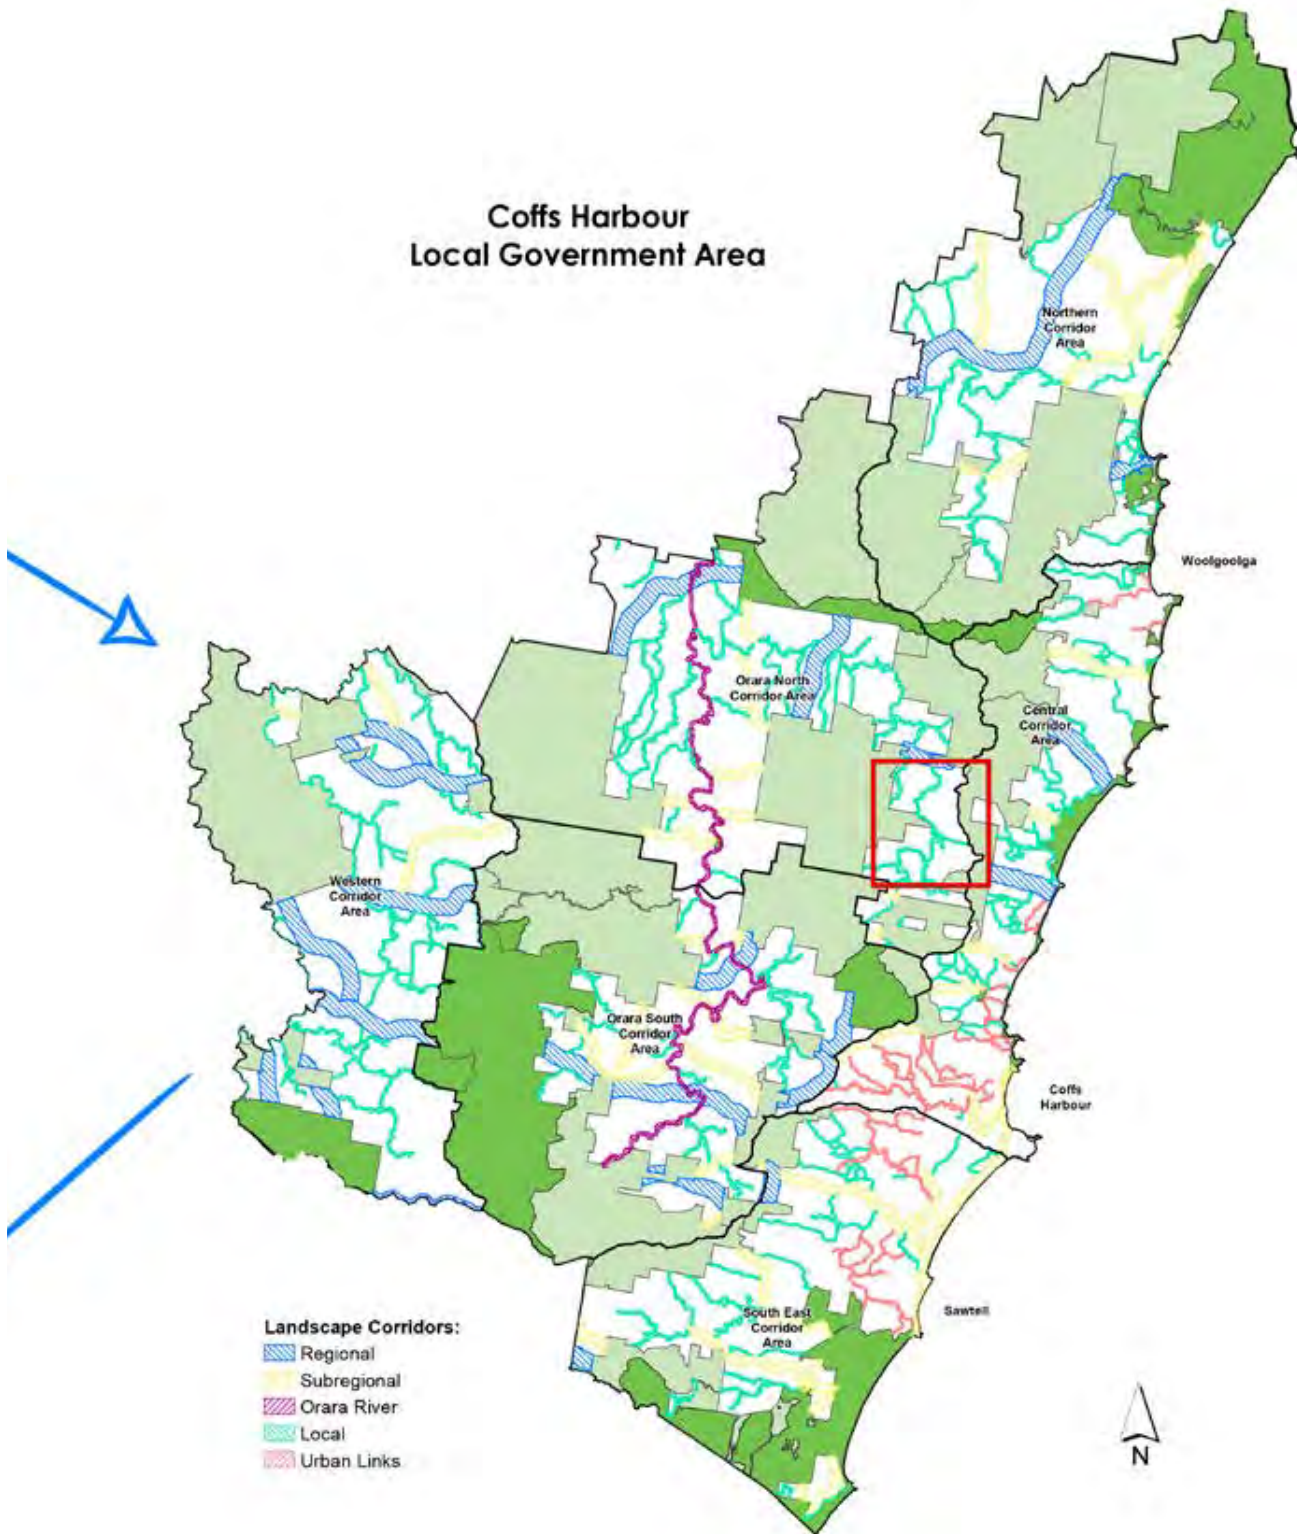 Coffs Harbour
Local Government Area
Northern
Corridor
Area
Woolgoolga
Orara North
Corridor Area
Central
Corridor
Area
Western
Corridor
Area
Orara South
Corridor
Area
Coffs
Harbour
South East
Corridor
Area
Sawtell
Landscape Corridors:
Regional
Subregional
Orara River
Local
Urban Links
N